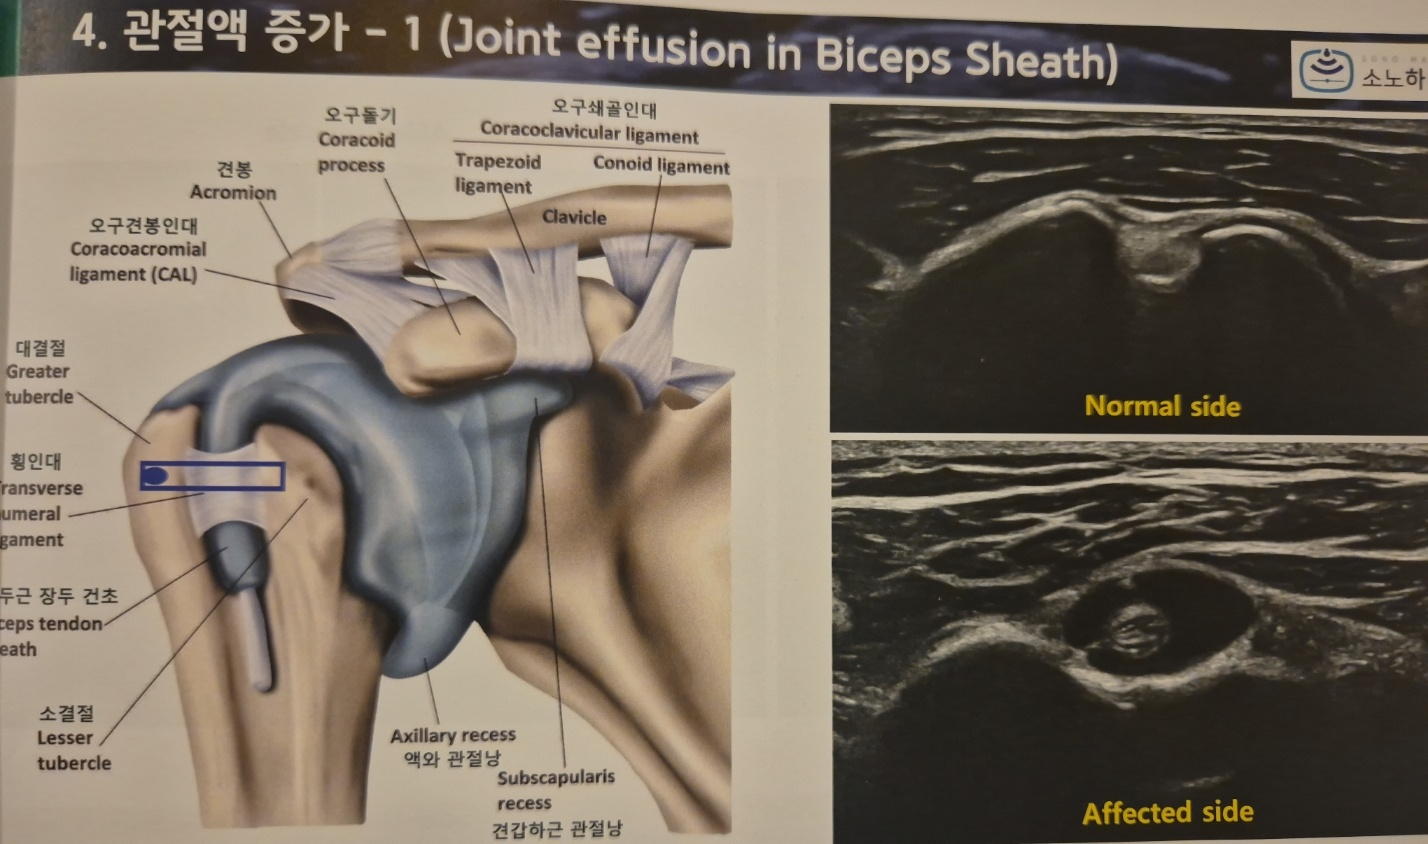 4. 관절액 증가 - 1 (Joint effusion in Biceps Sheath)
소노하
오구돌기
Coracoid
process
오구쇄골인대
Coracoclavicular ligament
Trapezoid
ligament
Conoid ligament
견봉
Acromion
Clavicle
오구견봉인대
Coracoacromial
ligament (CAL)
대결절
Greater
tubercle
횡인대
ransverse
umeral
gament
두근 장두 건초
ceps tendon
eath
소결절
Lesser
tubercle
Axillary recess
액와 관절낭
Subscapularis
recess
견갑하근 관절낭
Normal side
Affected side